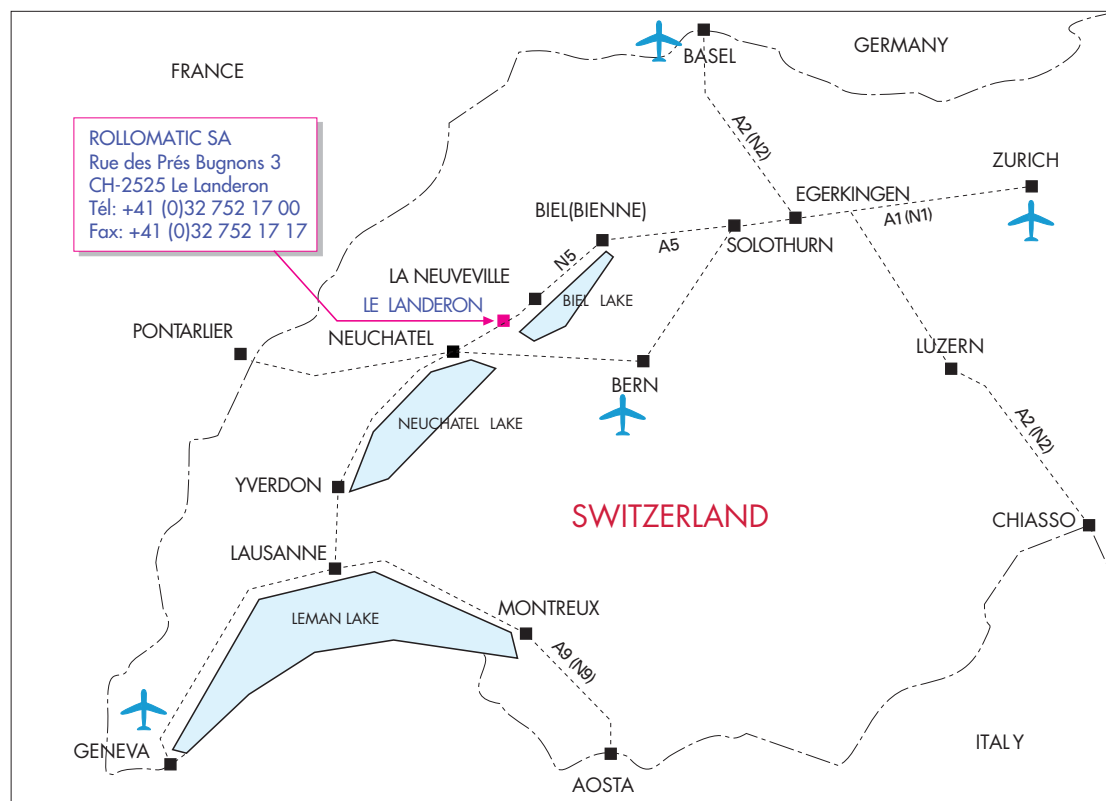 GERMANY
BASEL
FRANCE
ROLLOMATIC SA
Rue des Prés Bugnons 3
CH-2525 Le Landeron
Tél: +41 (0)32 752 17 00
Fax: +41 (0)32 752 17 17
A2 (N2)
ZURICH
EGERKINGEN
A1 (N1)
BIEL(BIENNE)
A5
SOLOTHURN
N5
LA NEUVEVILLE
LE LANDERON
BIEL LAKE
PONTARLIER
NEUCHATEL
LUZERN
BERN
NEUCHATEL LAKE
A2 (N2)
YVERDON
SWITZERLAND
CHIASSO
LAUSANNE
LEMAN LAKE
MONTREUX
A9 (N9)
GENEVA
ITALY
AOSTA